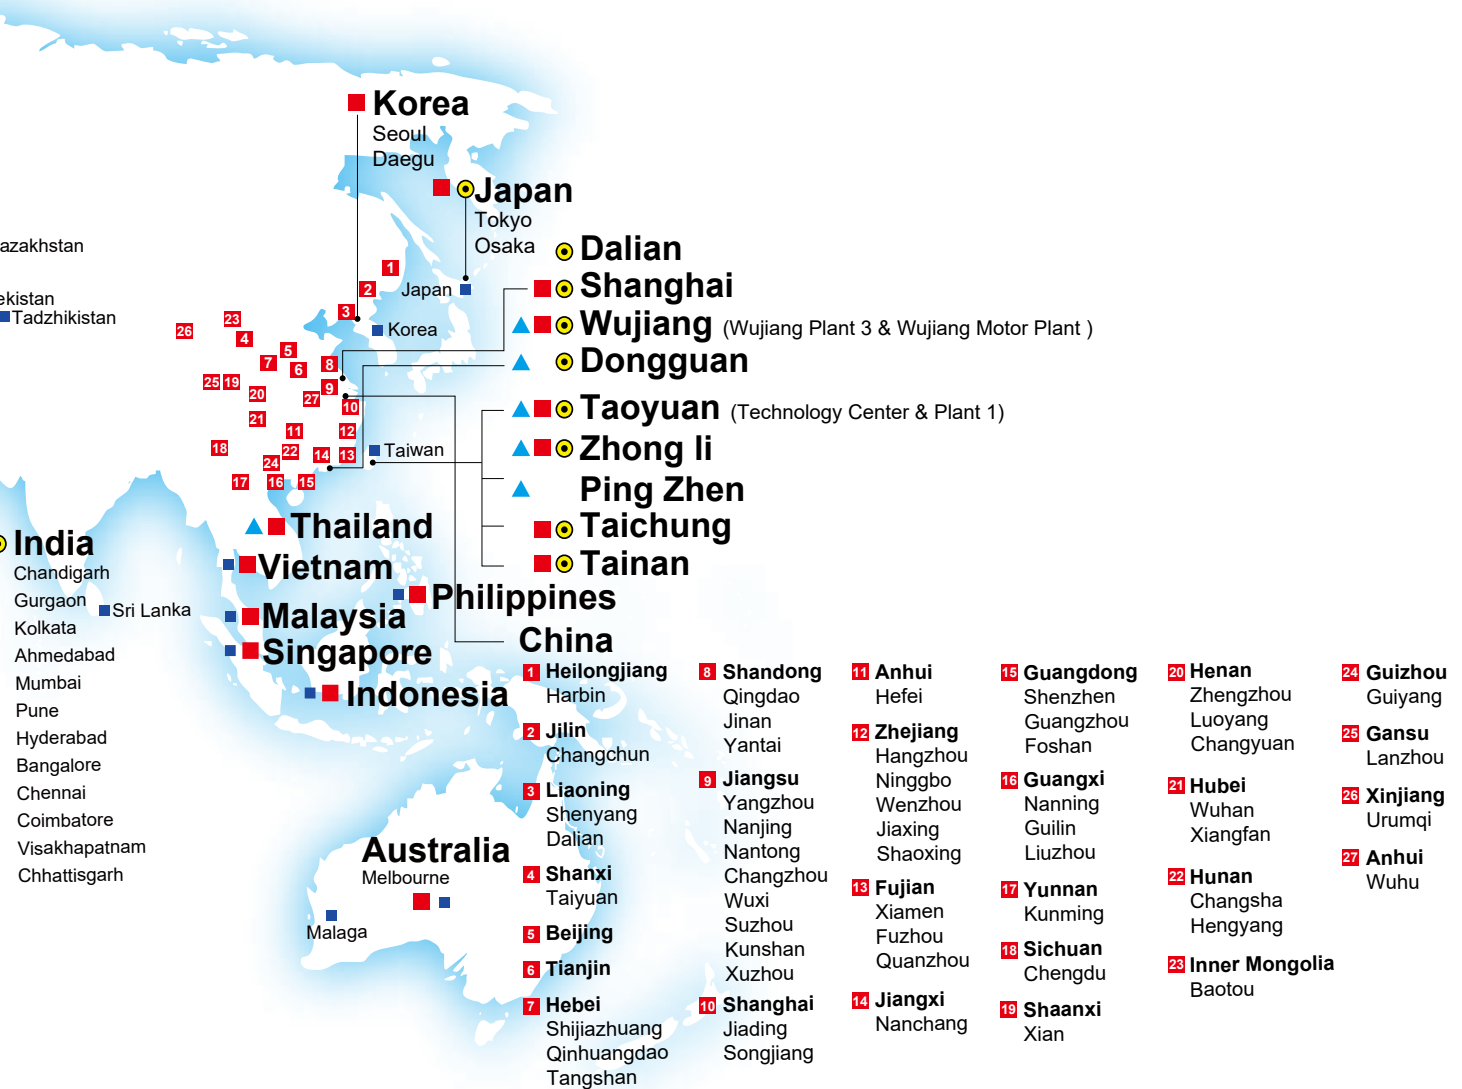 Korea
Seoul
Daegu
Japan
Tokyo
Osaka
azakhstan
ekistan
Tadzhikistan
Japan
Korea
Taiwan
1
2
3
23
26
4
5
7
6
8
25
19
20
27
9
10
21
11
12
18
22
14
13
24
17
16
15
Dalian
Shanghai
Wujiang (Wujiang Plant 3 & Wujiang Motor Plant )
Dongguan
Taoyuan (Technology Center & Plant 1)
Zhong li
Ping Zhen
Taichung
Tainan
Thailand
Vietnam
Philippines
Malaysia
Singapore
Indonesia
India
Chandigarh
Gurgaon
Kolkata
Ahmedabad
Mumbai
Pune
Hyderabad
Bangalore
Chennai
Coimbatore
Visakhapatnam
Chhattisgarh
Sri Lanka
Australia
Melbourne
Malaga
China
1 Heilongjiang
Harbin
2 Jilin
Changchun
3 Liaoning
Shenyang
Dalian
4 Shanxi
Taiyuan
5 Beijing
6 Tianjin
7 Hebei
Shijiazhuang
Qinhuangdao
Tangshan
8 Shandong
Qingdao
Jinan
Yantai
9 Jiangsu
Yangzhou
Nanjing
Nantong
Changzhou
Wuxi
Suzhou
Kunshan
Xuzhou
10 Shanghai
Jiading
Songjiang
11 Anhui
Hefei
12 Zhejiang
Hangzhou
Ninggbo
Wenzhou
Jiaxing
Shaoxing
13 Fujian
Xiamen
Fuzhou
Quanzhou
14 Jiangxi
Nanchang
15 Guangdong
Shenzhen
Guangzhou
Foshan
16 Guangxi
Nanning
Guilin
Liuzhou
17 Yunnan
Kunming
18 Sichuan
Chengdu
19 Shaanxi
Xian
20 Henan
Zhengzhou
Luoyang
Changyuan
21 Hubei
Wuhan
Xiangfan
22 Hunan
Changsha
Hengyang
23 Inner Mongolia
Baotou
24 Guizhou
Guiyang
25 Gansu
Lanzhou
26 Xinjiang
Urumqi
27 Anhui
Wuhu